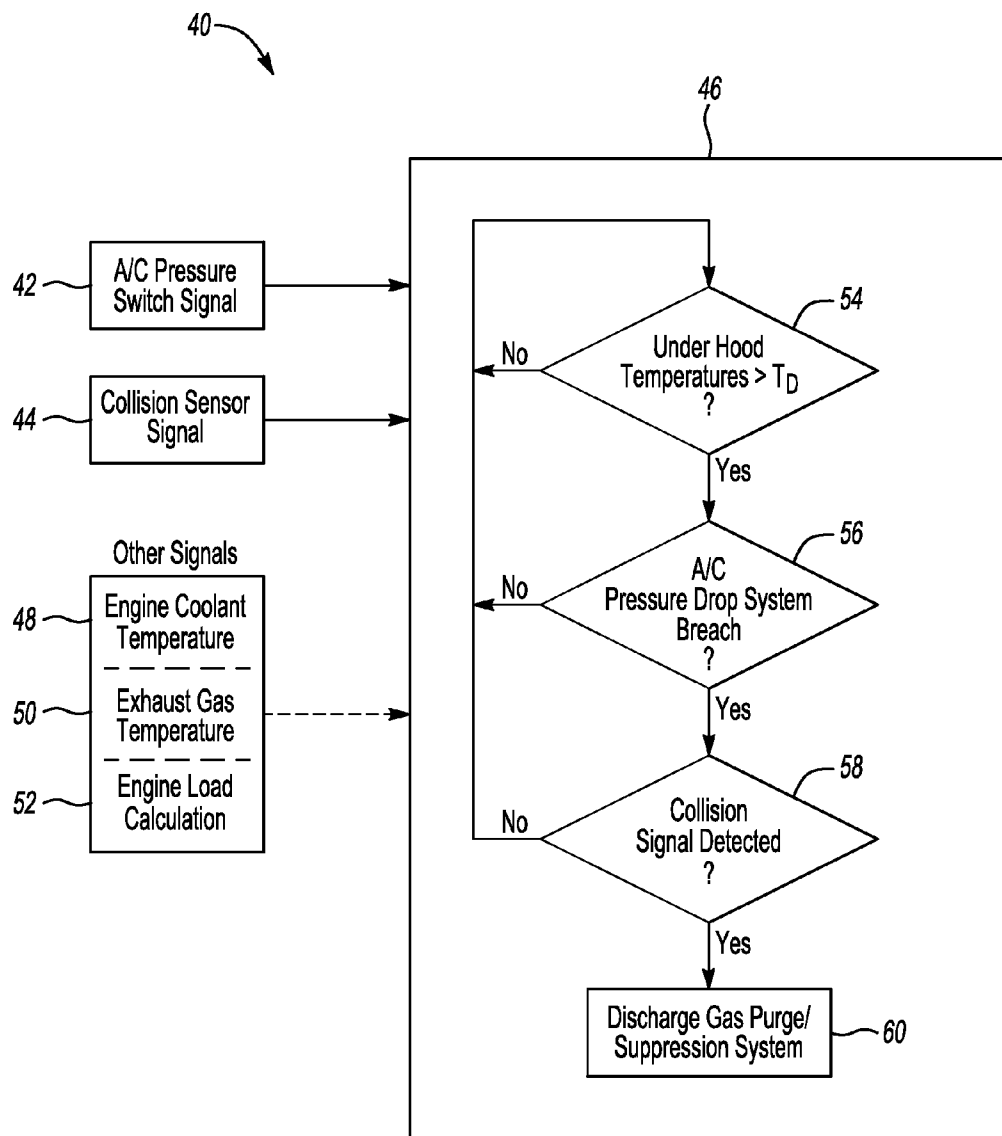 40
46
42
A/C Pressure
Switch Signal
44
Collision Sensor
Signal
Other Signals
48
Engine Coolant
Temperature
50
Exhaust Gas
Temperature
52
Engine Load
Calculation
54
Under Hood
Temperatures > TD
?
No
Yes
56
A/C
Pressure Drop System
Breach
?
No
Yes
58
Collision
Signal Detected
?
No
Yes
Discharge Gas Purge/
Suppression System
60